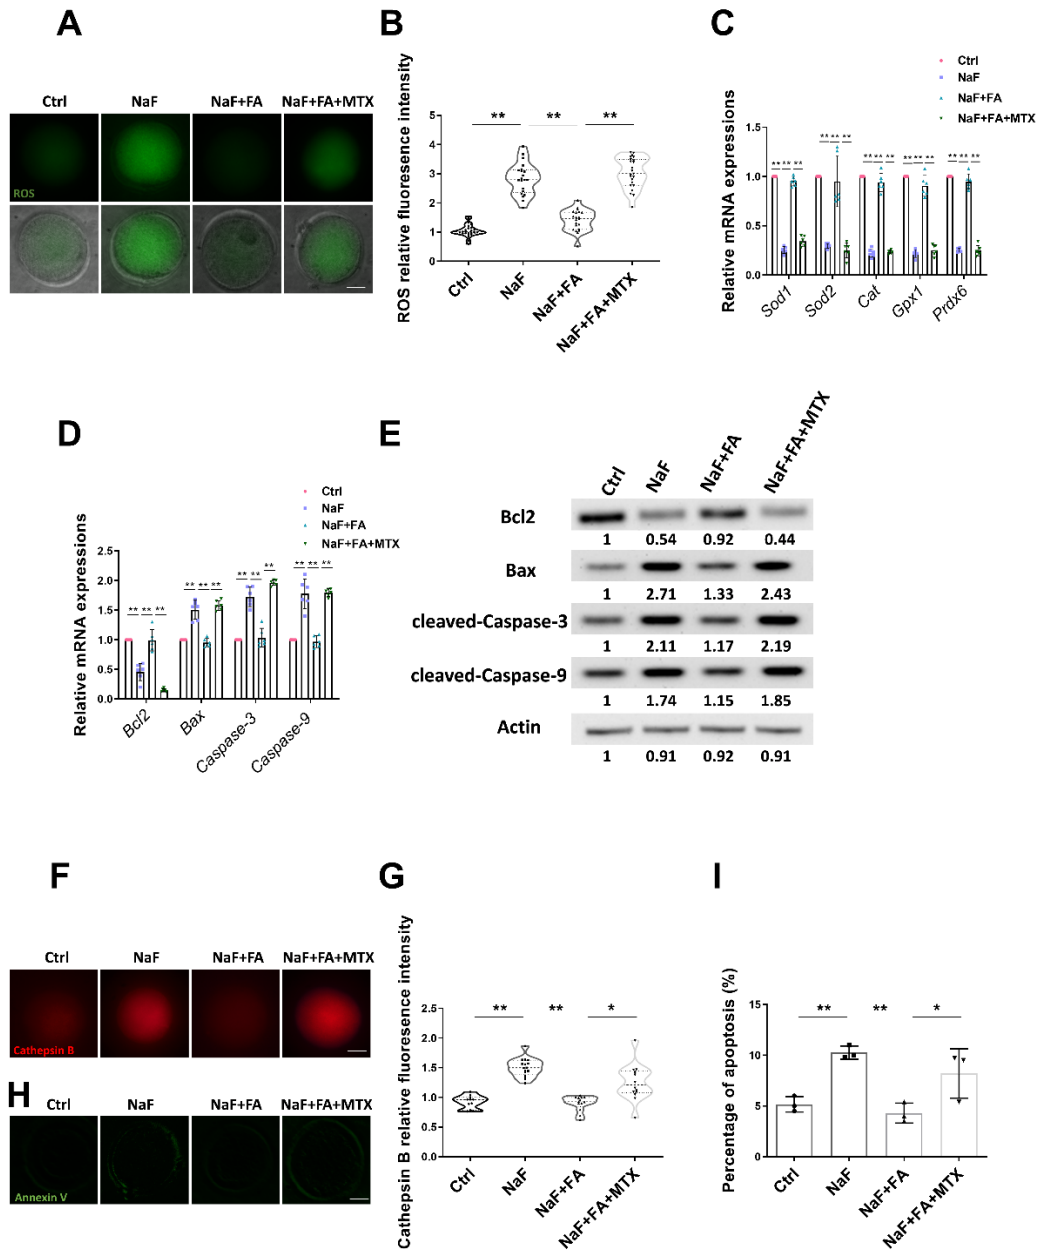 A
Ctrl NaF NaF+FA NaF+FA+MTX
ROS
B
ROS relative fluoresence intensity
5
4
3
2
1
0
** ** **
Ctrl NaF NaF+FA NaF+FA+MTX
C
Ctrl
NaF
NaF+FA
NaF+FA+MTX
Relative mRNA expressions
1.5
1.0
0.5
0.0
** ** ** ** ** ** ** ** ** ** ** ** ** ** **
Sod1 Sod2 Cat Gpx1 Prdx6
D
Ctrl
NaF
NaF+FA
NaF+FA+MTX
Relative mRNA expressions
2.5
2.0
1.5
1.0
0.5
0.0
** ** ** ** ** ** ** ** ** ** ** **
Bcl2 Bax Caspase-3 Caspase-9
E
Ctrl NaF NaF+FA NaF+FA+MTX
Bcl2
1 0.54 0.92 0.44
Bax
1 2.71 1.33 2.43
cleaved-Caspase-3
1 2.11 1.17 2.19
cleaved-Caspase-9
1 1.74 1.15 1.85
Actin
1 0.91 0.92 0.91
F
Ctrl NaF NaF+FA NaF+FA+MTX
Cathepsin B
G
Cathepsin B relative fluoresence intensity
2.5
2.0
1.5
1.0
0.5
0.0
** ** *
Ctrl NaF NaF+FA NaF+FA+MTX
H
Ctrl NaF NaF+FA NaF+FA+MTX
Annexin V
I
Percentage of apoptosis (%)
15
10
5
0
** ** *
Ctrl NaF NaF+FA NaF+FA+MTX